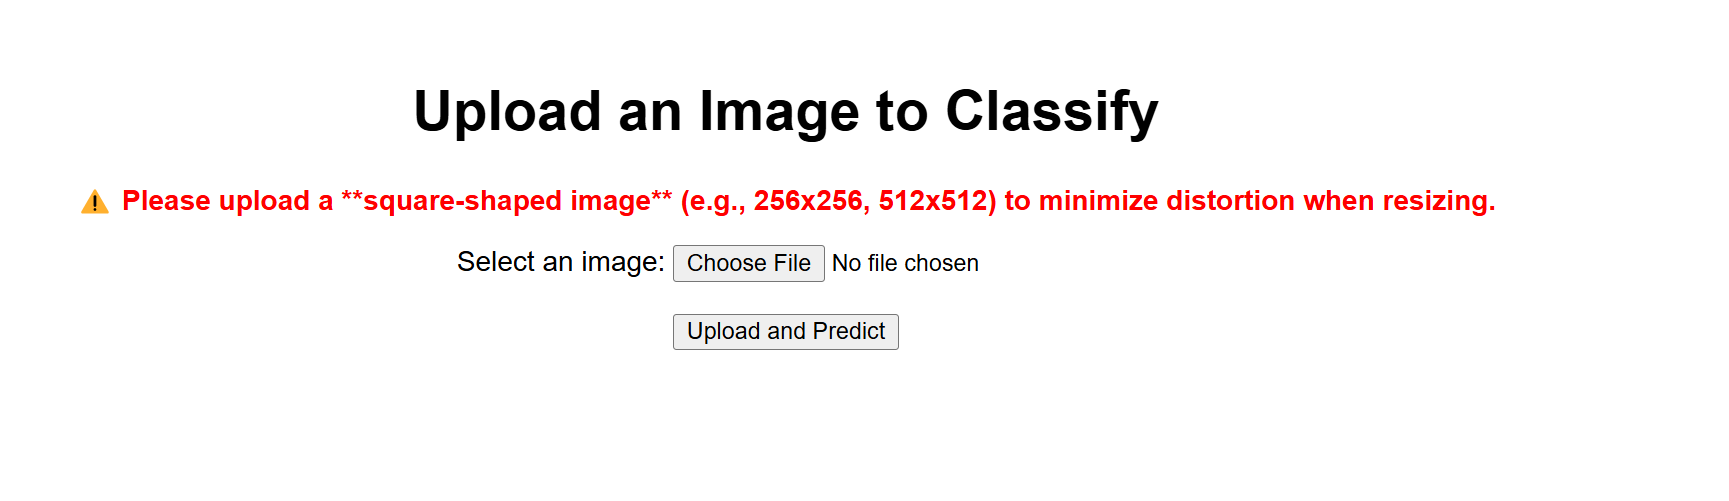 Upload an Image to Classify
⚠ Please upload a **square-shaped image** (e.g., 256x256, 512x512) to minimize distortion when resizing.
Select an image: Choose File No file chosen
Upload and Predict